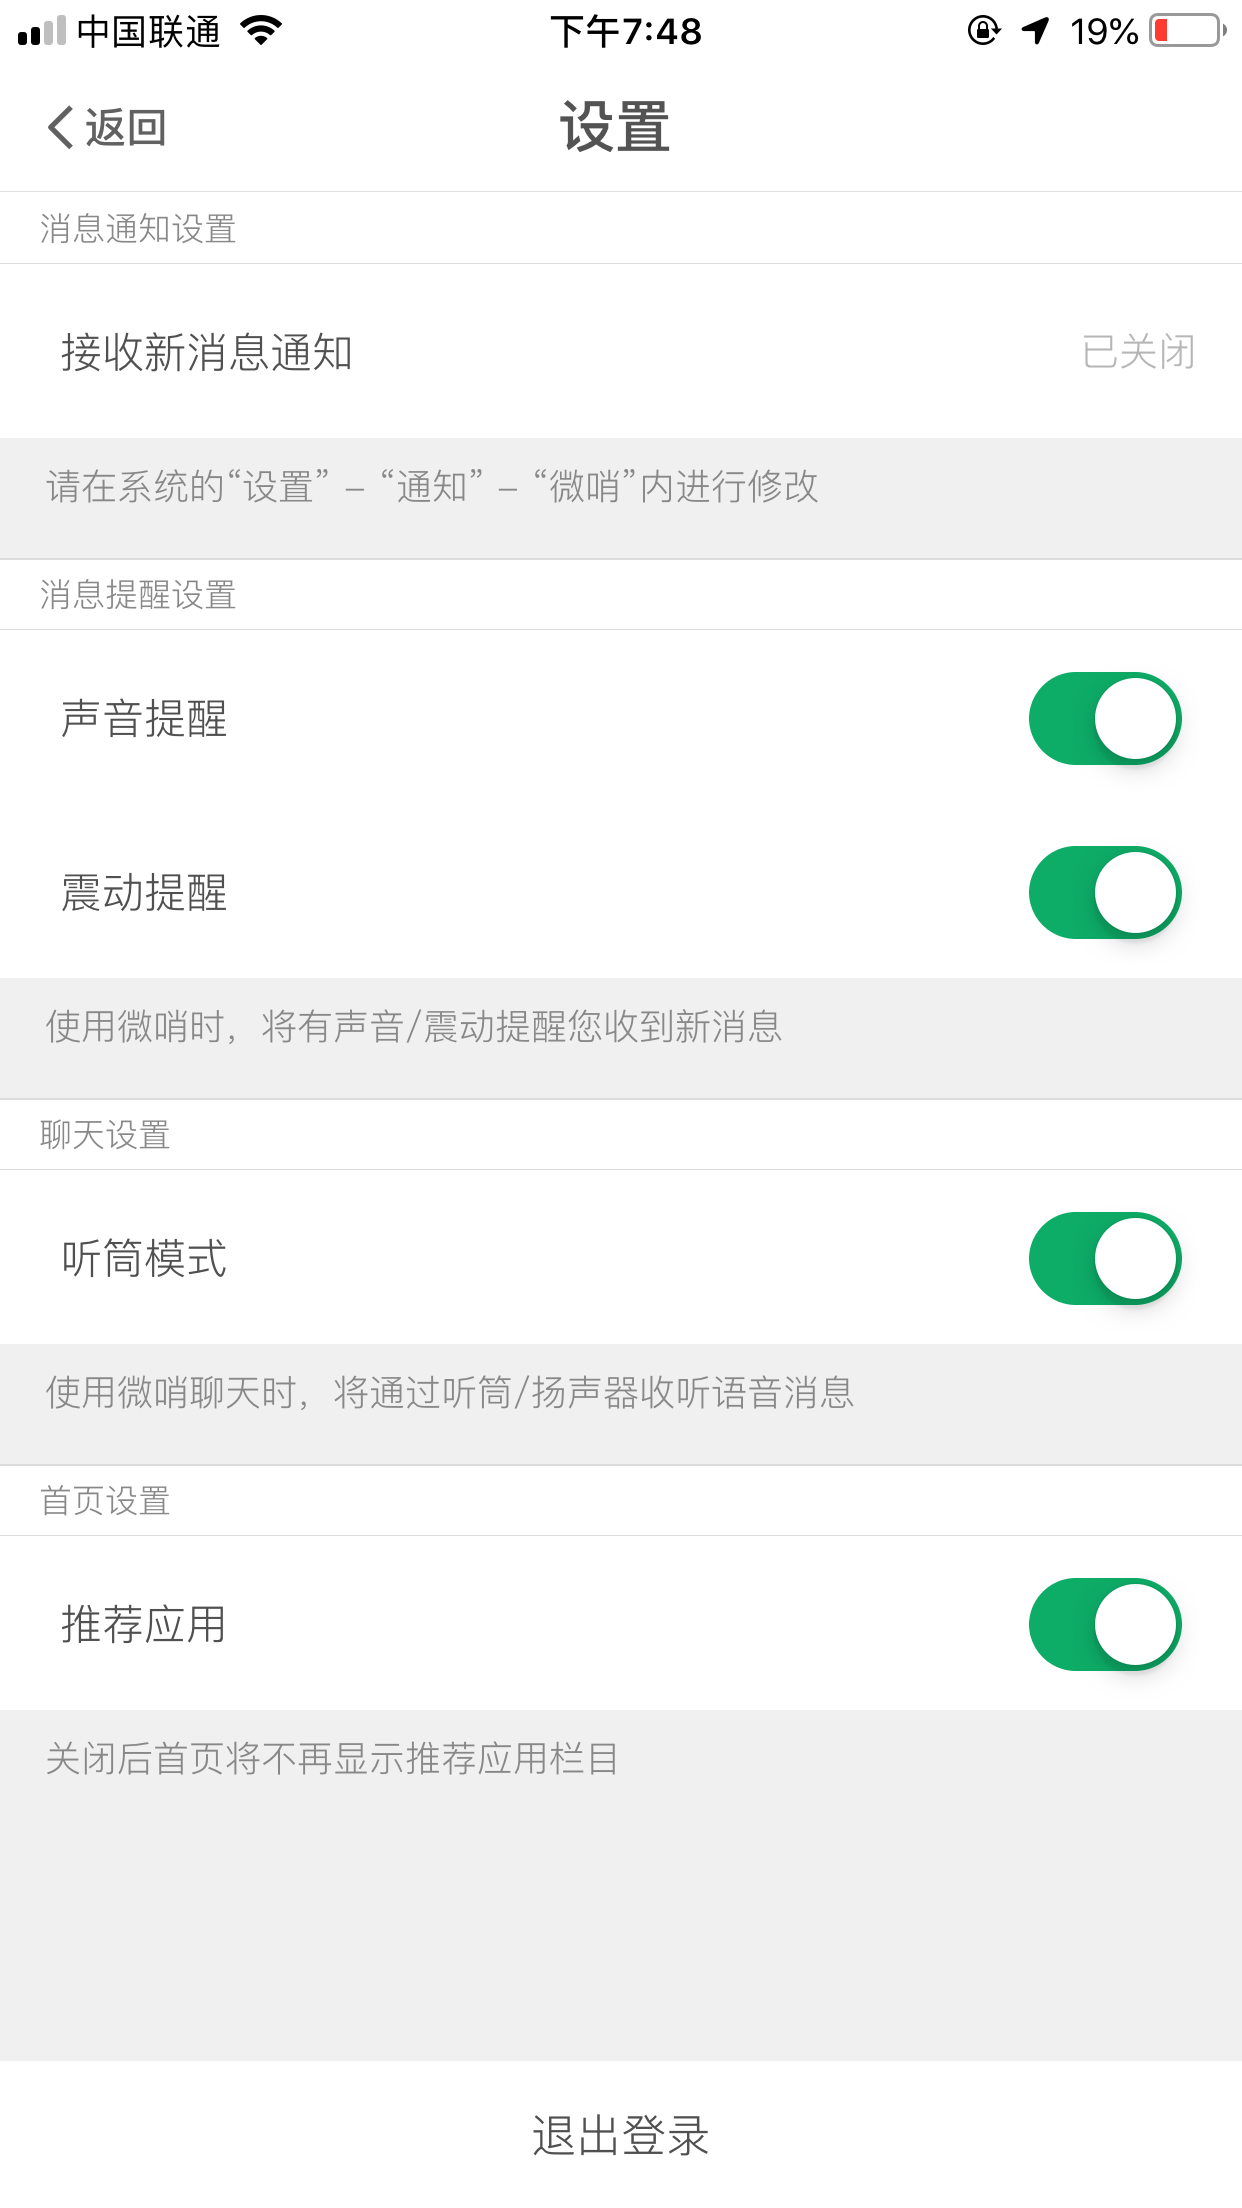 中国联通 下午7:48 19%
返回 设置
消息通知设置
接收新消息通知 已关闭
请在系统的“设置” – “通知” – “微哨”内进行修改
消息提醒设置
声音提醒
震动提醒
使用微哨时，将有声音/震动提醒您收到新消息
聊天设置
听筒模式
使用微哨聊天时，将通过听筒/扬声器收听语音消息
首页设置
推荐应用
关闭后首页将不再显示推荐应用栏目
退出登录